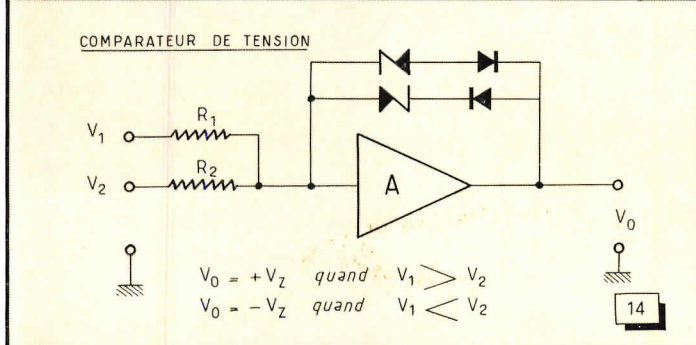 COMPARATEUR DE TENSION
R1
V1
R2
V2
A
V0
V0 = +VZ quand V1 > V2
V0 = -VZ quand V1 < V2
14